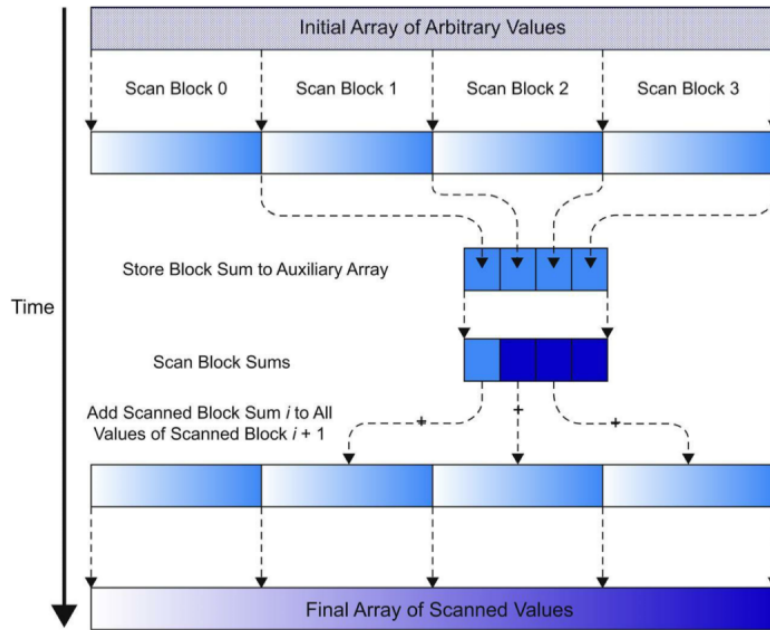 Initial Array of Arbitrary Values
Scan Block 0
Scan Block 1
Scan Block 2
Scan Block 3
Store Block Sum to Auxiliary Array
Time
Scan Block Sums
Add Scanned Block Sum i to All
Values of Scanned Block i + 1
+
+
+
Final Array of Scanned Values